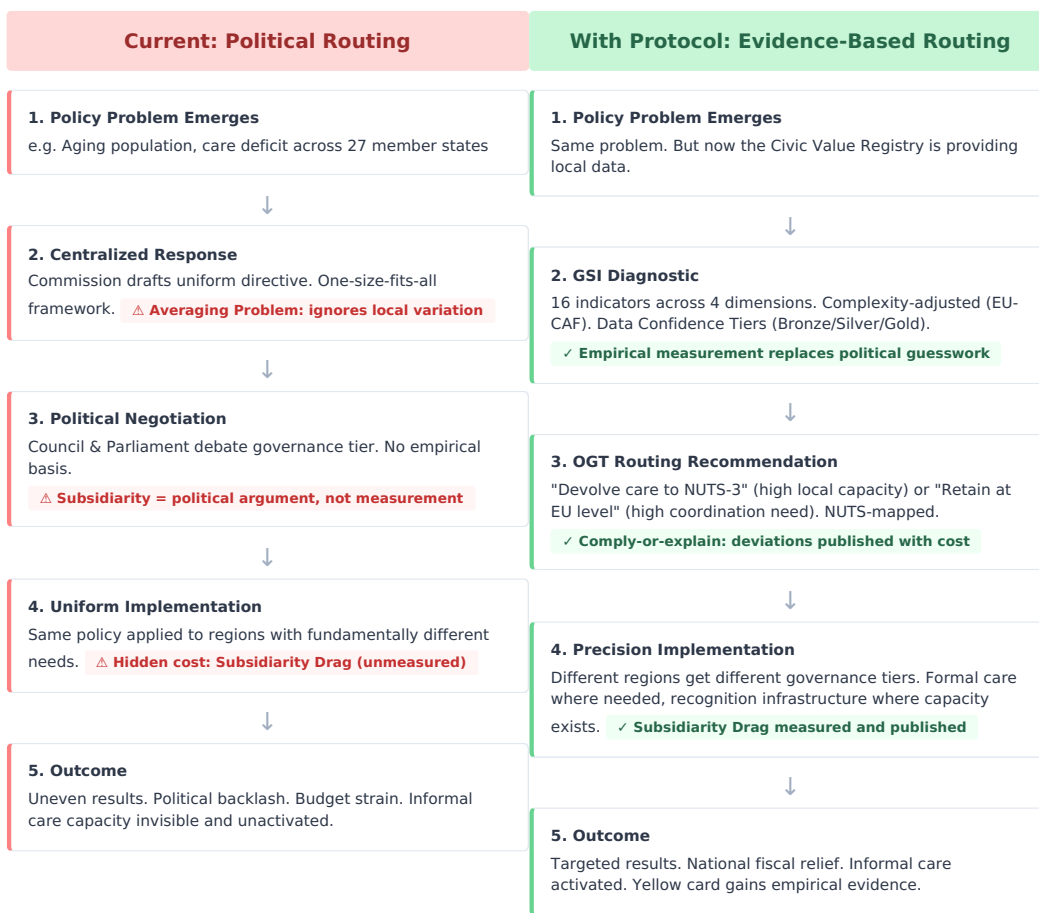 Current: Political Routing
1. Policy Problem Emerges
e.g. Aging population, care deficit across 27 member states
↓
2. Centralized Response
Commission drafts uniform directive. One-size-fits-all
framework. ⚠ Averaging Problem: ignores local variation
↓
3. Political Negotiation
Council & Parliament debate governance tier. No empirical
basis.
⚠ Subsidiarity = political argument, not measurement
↓
4. Uniform Implementation
Same policy applied to regions with fundamentally different
needs. ⚠ Hidden cost: Subsidiarity Drag (unmeasured)
↓
5. Outcome
Uneven results. Political backlash. Budget strain. Informal
care capacity invisible and unactivated.
With Protocol: Evidence-Based Routing
1. Policy Problem Emerges
Same problem. But now the Civic Value Registry is providing
local data.
↓
2. GSI Diagnostic
16 indicators across 4 dimensions. Complexity-adjusted (EU-
CAF). Data Confidence Tiers (Bronze/Silver/Gold).
✓ Empirical measurement replaces political guesswork
↓
3. OGT Routing Recommendation
"Devolve care to NUTS-3" (high local capacity) or "Retain at
EU level" (high coordination need). NUTS-mapped.
✓ Comply-or-explain: deviations published with cost
↓
4. Precision Implementation
Different regions get different governance tiers. Formal care
where needed, recognition infrastructure where capacity
exists. ✓ Subsidiarity Drag measured and published
↓
5. Outcome
Targeted results. National fiscal relief. Informal care
activated. Yellow card gains empirical evidence.